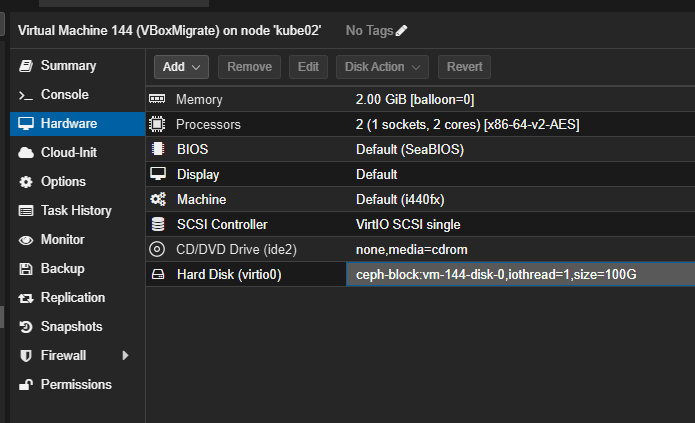 Virtual Machine 144 (VBoxMigrate) on node 'kube02' No Tags
Summary
Console
Hardware
Cloud-Init
Options
Task History
Monitor
Backup
Replication
Snapshots
Firewall
Permissions
Add Remove Edit Disk Action Revert
Memory 2.00 GiB [balloon=0]
Processors 2 (1 sockets, 2 cores) [x86-64-v2-AES]
BIOS Default (SeaBIOS)
Display Default
Machine Default (i440fx)
SCSI Controller VirtIO SCSI single
CD/DVD Drive (ide2) none,media=cdrom
Hard Disk (virtio0) ceph-block:vm-144-disk-0,iothread=1,size=100G